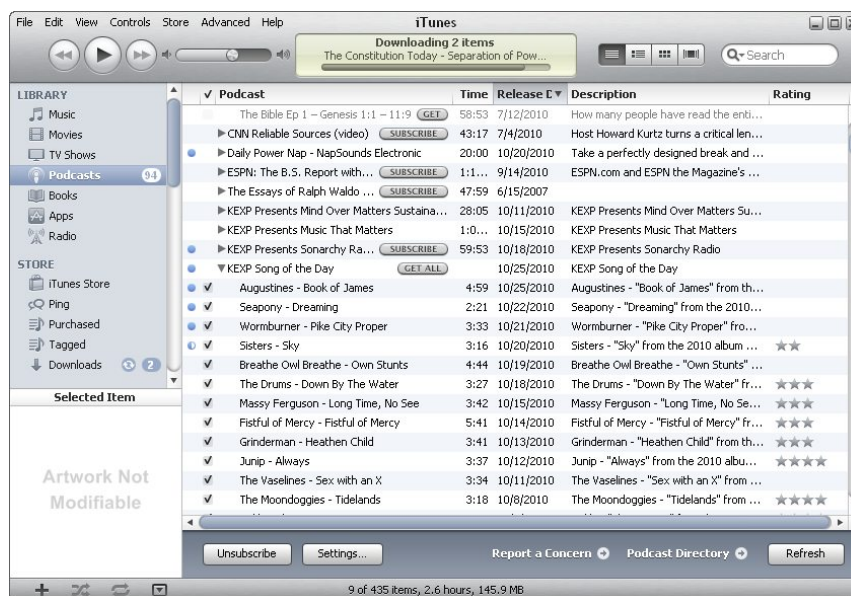 File Edit View Controls Store Advanced Help
iTunes
Downloading 2 items
The Constitution Today - Separation of Pow...
Search
LIBRARY
Music
Movies
TV Shows
Podcasts 94
Books
Apps
Radio
STORE
iTunes Store
Ping
Purchased
Tagged
Downloads 2
Selected Item
Artwork Not
Modifiable
Podcast Time Release D Description Rating
The Bible Ep 1 – Genesis 1:1 – 11:9 GET 58:53 7/12/2010 How many people have read the enti...
CNN Reliable Sources (video) SUBSCRIBE 43:17 7/4/2010 Host Howard Kurtz turns a critical len...
Daily Power Nap - NapSounds Electronic 20:00 10/20/2010 Take a perfectly designed break and ...
ESPN: The B.S. Report with... SUBSCRIBE 1:1... 9/14/2010 ESPN.com and ESPN the Magazine's ...
The Essays of Ralph Waldo ... SUBSCRIBE 47:59 6/15/2007
KEXP Presents Mind Over Matters Sustaina... 28:05 10/11/2010 KEXP Presents Mind Over Matters Su...
KEXP Presents Music That Matters 1:0... 10/15/2010 KEXP Presents Music That Matters
KEXP Presents Sonarchy Ra... SUBSCRIBE 59:53 10/18/2010 KEXP Presents Sonarchy Radio
KEXP Song of the Day GET ALL 10/25/2010 KEXP Song of the Day
Augustines - Book of James 4:59 10/25/2010 Augustines - "Book of James" from th...
Seapony - Dreaming 2:21 10/22/2010 Seapony - "Dreaming" from the 2010...
Wormburner - Pike City Proper 3:33 10/21/2010 Wormburner - "Pike City Proper" fro...
Sisters - Sky 3:16 10/20/2010 Sisters - "Sky" from the 2010 album ... ★★
Breathe Owl Breathe - Own Stunts 4:44 10/19/2010 Breathe Owl Breathe - "Own Stunts" ...
The Drums - Down By The Water 3:27 10/18/2010 The Drums - "Down By The Water" fr... ★★★
Massy Ferguson - Long Time, No See 3:42 10/15/2010 Massy Ferguson - "Long Time, No Se... ★★★
Fistful of Mercy - Fistful of Mercy 5:41 10/14/2010 Fistful of Mercy - "Fistful of Mercy" fr... ★★★
Grinderman - Heathen Child 3:41 10/13/2010 Grinderman - "Heathen Child" from th... ★★★
Junip - Always 3:37 10/12/2010 Junip - "Always" from the 2010 albu... ★★★★
The Vaselines - Sex with an X 3:34 10/11/2010 The Vaselines - "Sex with an X" from ...
The Moondoggies - Tidelands 3:18 10/8/2010 The Moondoggies - "Tidelands" from ... ★★★★
Unsubscribe Settings... Report a Concern Podcast Directory Refresh
9 of 435 items, 2.6 hours, 145.9 MB